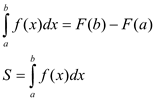 ∫_a^b f(x)dx = F(b) − F(a)
S = ∫_a^b f(x)dx